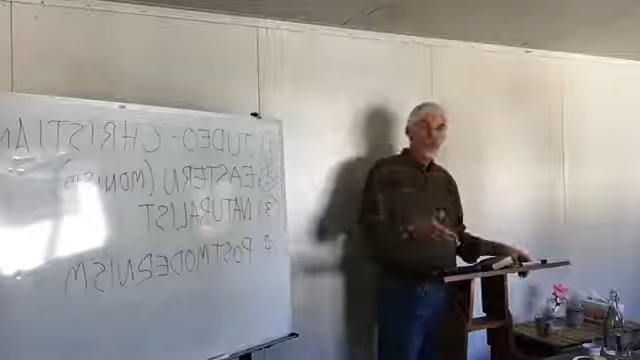 JUDEO-CHRISTIAN
EASTERN (MONISM
NATURALIST
POSTMODERNISM